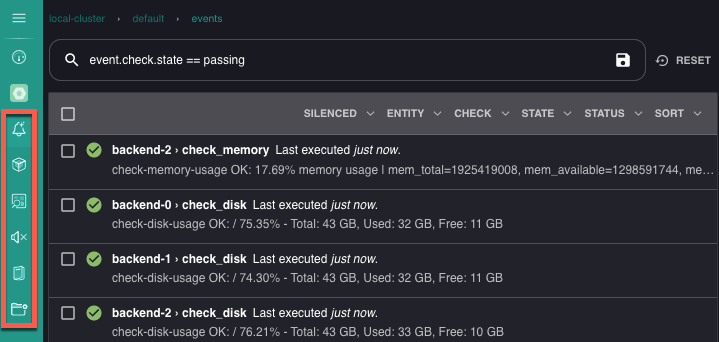 local-cluster › default › events
event.check.state == passing
RESET
SILENCED ENTITY CHECK STATE STATUS SORT
backend-2 › check_memory Last executed just now.
check-memory-usage OK: 17.69% memory usage | mem_total=1925419008, mem_available=1298591744, me...
backend-0 › check_disk Last executed just now.
check-disk-usage OK: / 75.35% - Total: 43 GB, Used: 32 GB, Free: 11 GB
backend-1 › check_disk Last executed just now.
check-disk-usage OK: / 74.30% - Total: 43 GB, Used: 32 GB, Free: 11 GB
backend-2 › check_disk Last executed just now.
check-disk-usage OK: / 76.21% - Total: 43 GB, Used: 33 GB, Free: 10 GB